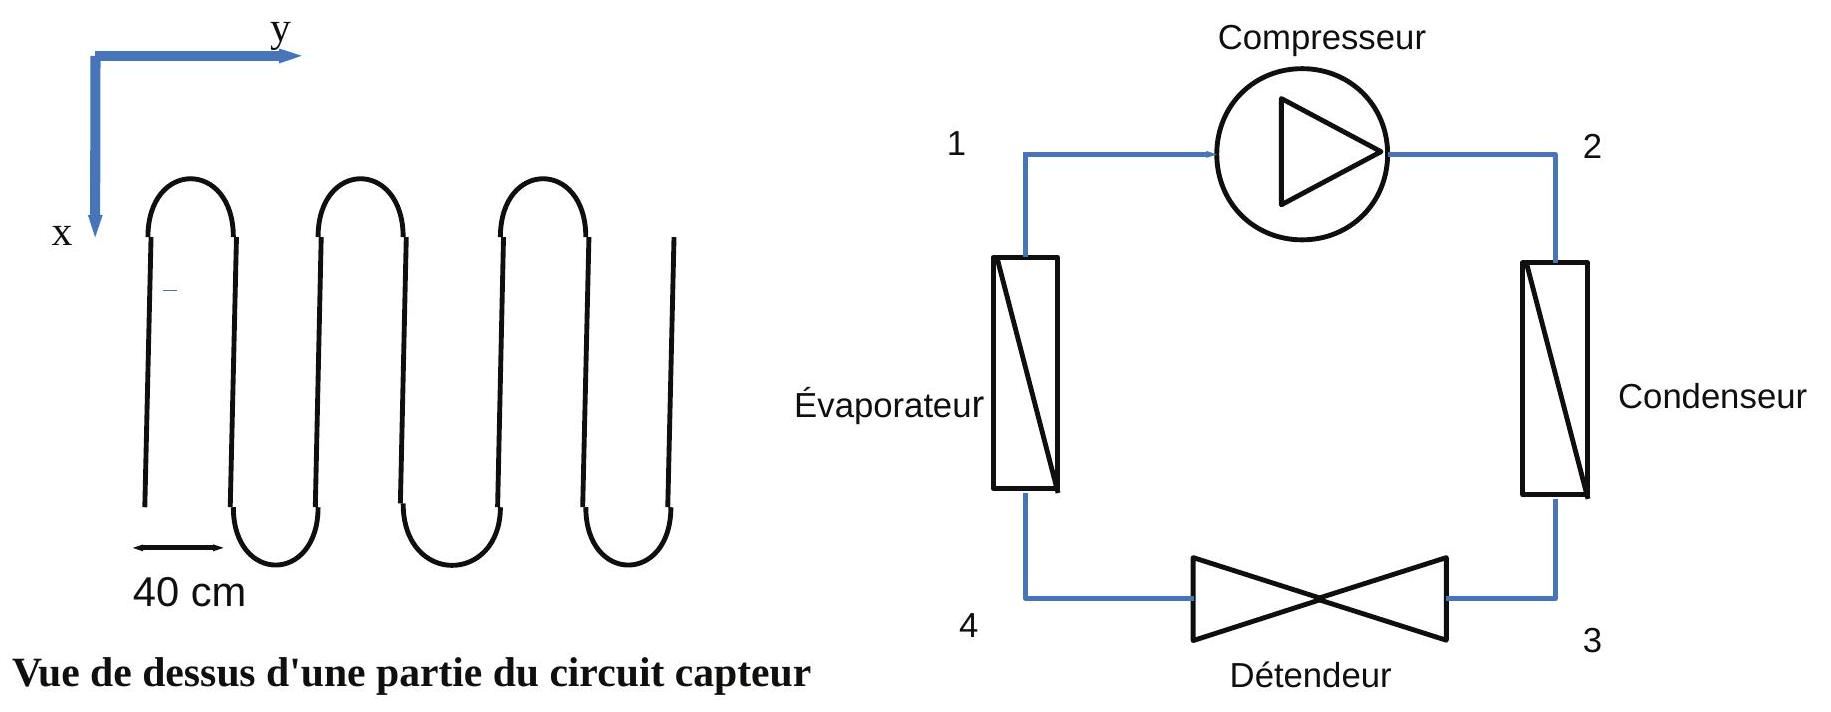 y
x
40 cm
Vue de dessus d'une partie du circuit capteur
Compresseur
1
2
Évaporateur
Condenseur
4
3
Détendeur